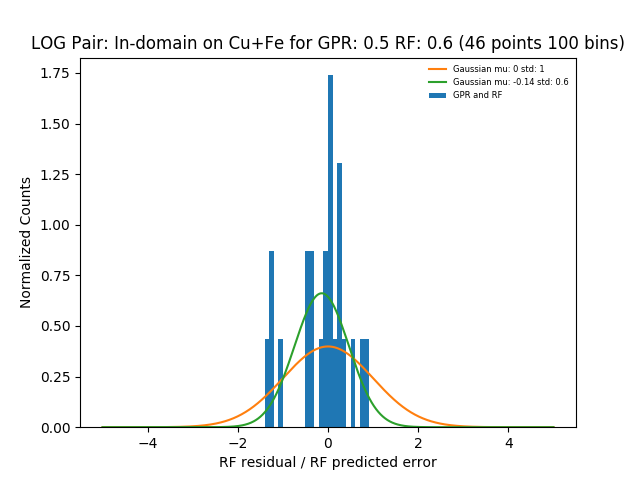 LOG Pair: In-domain on Cu+Fe for GPR: 0.5 RF: 0.6 (46 points 100 bins)
Gaussian mu: 0 std: 1
Gaussian mu: -0.14 std: 0.6
GPR and RF
Normalized Counts
1.75
1.50
1.25
1.00
0.75
0.50
0.25
0.00
−4
−2
0
2
4
RF residual / RF predicted error